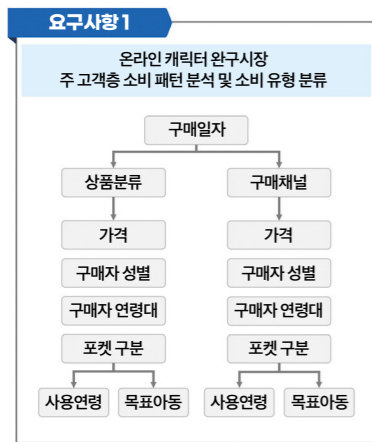 요구사항 1
온라인 캐릭터 완구시장
주 고객층 소비 패턴 분석 및 소비 유형 분류
구매일자
상품분류
구매채널
가격
가격
구매자 성별
구매자 성별
구매자 연령대
구매자 연령대
포켓 구분
포켓 구분
사용연령
목표아동
사용연령
목표아동